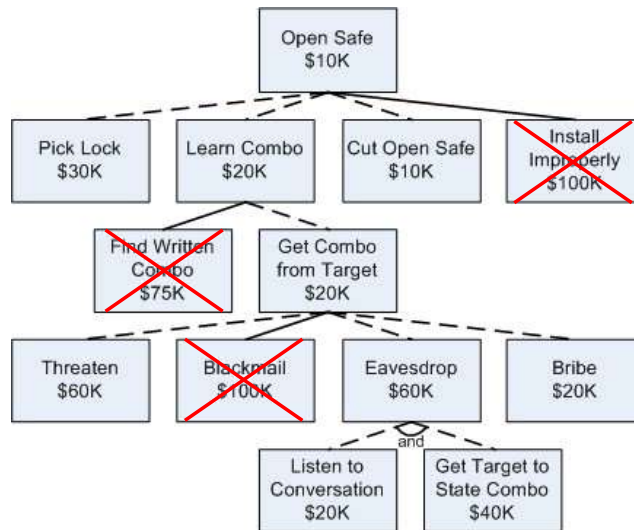 Open Safe
$10K
Pick Lock
$30K
Learn Combo
$20K
Cut Open Safe
$10K
Install
Improperly
$100K
Find Written
Combo
$75K
Get Combo
from Target
$20K
Threaten
$60K
Blackmail
$100K
Eavesdrop
$60K
Bribe
$20K
and
Listen to
Conversation
$20K
Get Target to
State Combo
$40K